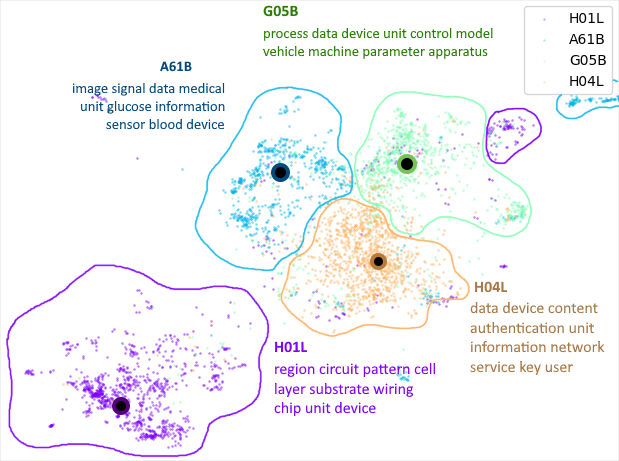 G05B
process data device unit control model
vehicle machine parameter apparatus
A61B
image signal data medical
unit glucose information
sensor blood device
H01L
A61B
G05B
H04L
H04L
data device content
authentication unit
information network
service key user
H01L
region circuit pattern cell
layer substrate wiring
chip unit device